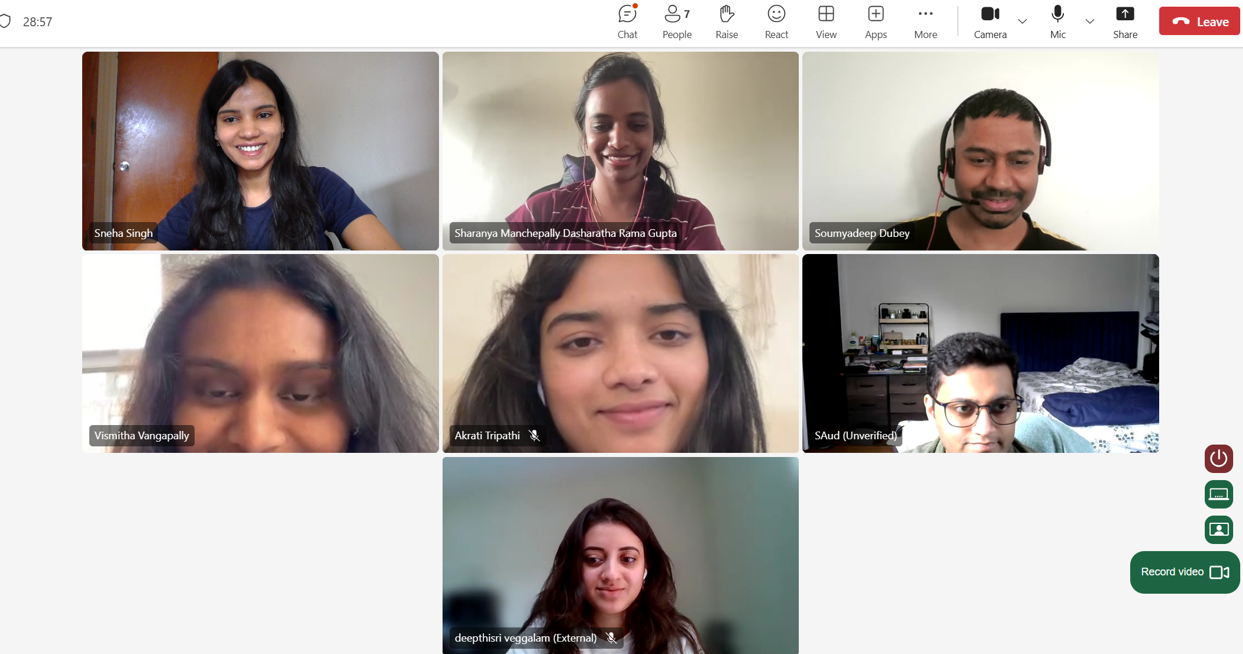 28:57
Chat
7
People
Raise
React
View
Apps
More
Camera
Mic
Share
Leave
Sneha Singh
Sharanya Manchepally Dasharatha Rama Gupta
Soumyadeep Dubey
Vismitha Vangapally
Akrati Tripathi
SAud (Unverified)
Record video
deepthisri veggalam (External)